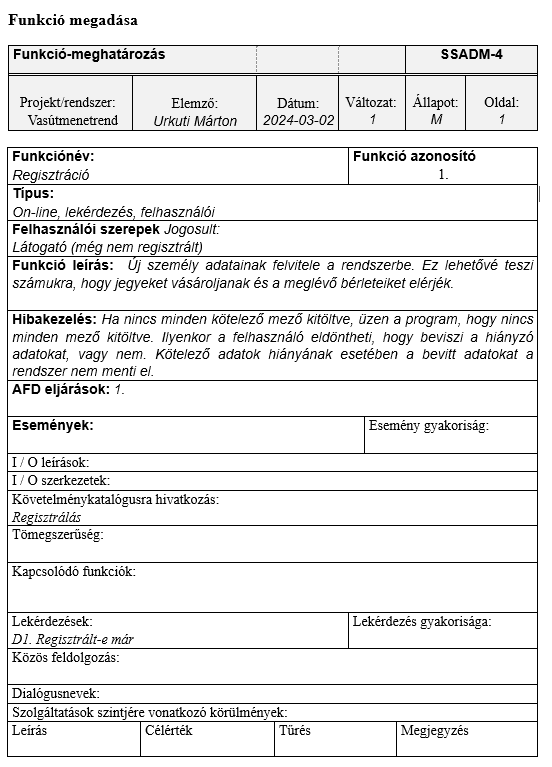 Funkció megadása
Funkció-meghatározás SSADM-4
Projekt/rendszer: Elemző: Dátum: Változat: Állapot: Oldal:
Vasútmenetrend Urkuti Márton 2024-03-02 1 M 1
Funkciónév: Funkció azonosító
Regisztráció 1.
Típus:
On-line, lekérdezés, felhasználói
Felhasználói szerepek Jogosult:
Látogató (még nem regisztrált)
Funkció leírás: Új személy adatainak felvitele a rendszerbe. Ez lehetővé teszi
számukra, hogy jegyeket vásároljanak és a meglévő bérleteiket elérjék.
Hibakezelés: Ha nincs minden kötelező mező kitöltve, üzen a program, hogy nincs
minden mező kitöltve. Ilyenkor a felhasználó eldöntheti, hogy beviszi a hiányzó
adatokat, vagy nem. Kötelező adatok hiányának esetében a bevitt adatokat a
rendszer nem menti el.
AFD eljárások: 1.
Események: Esemény gyakoriság:
I / O leírások:
I / O szerkezetek:
Követelménykatalógusra hivatkozás:
Regisztrálás
Tömegszerűség:
Kapcsolódó funkciók:
Lekérdezések: Lekérdezés gyakorisága:
D1. Regisztrált-e már
Közös feldolgozás:
Dialógusnevek:
Szolgáltatások szintjére vonatkozó körülmények:
Leírás Célérték Tűrés Megjegyzés